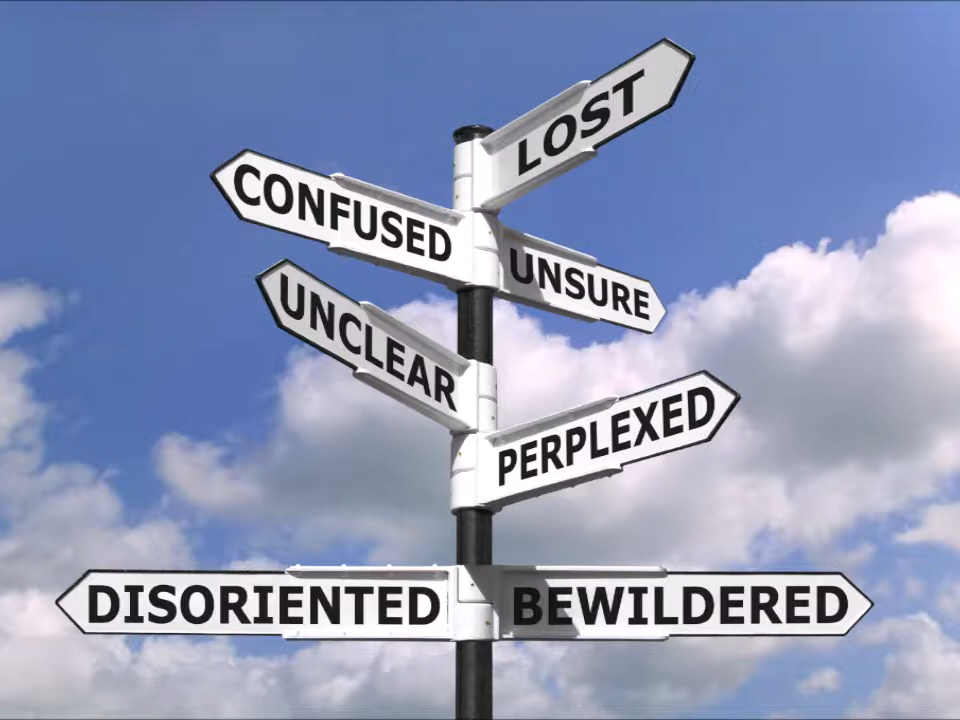 LOST
CONFUSED
UNSURE
UNCLEAR
PERPLEXED
DISORIENTED
BEWILDERED